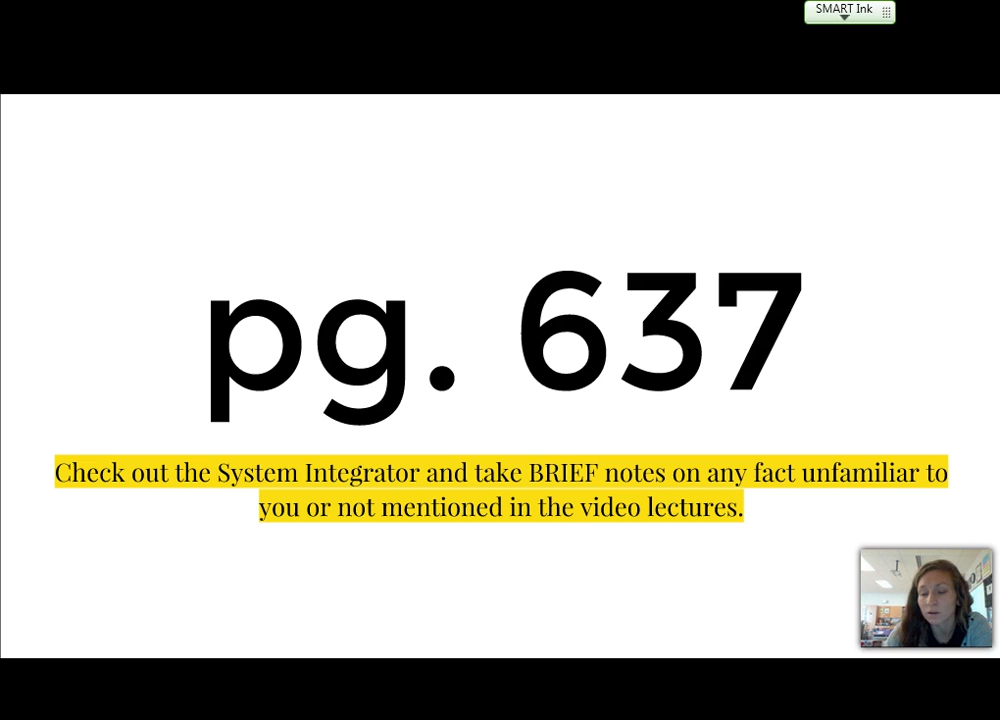 SMART Ink
pg. 637
Check out the System Integrator and take BRIEF notes on any fact unfamiliar to
you or not mentioned in the video lectures.